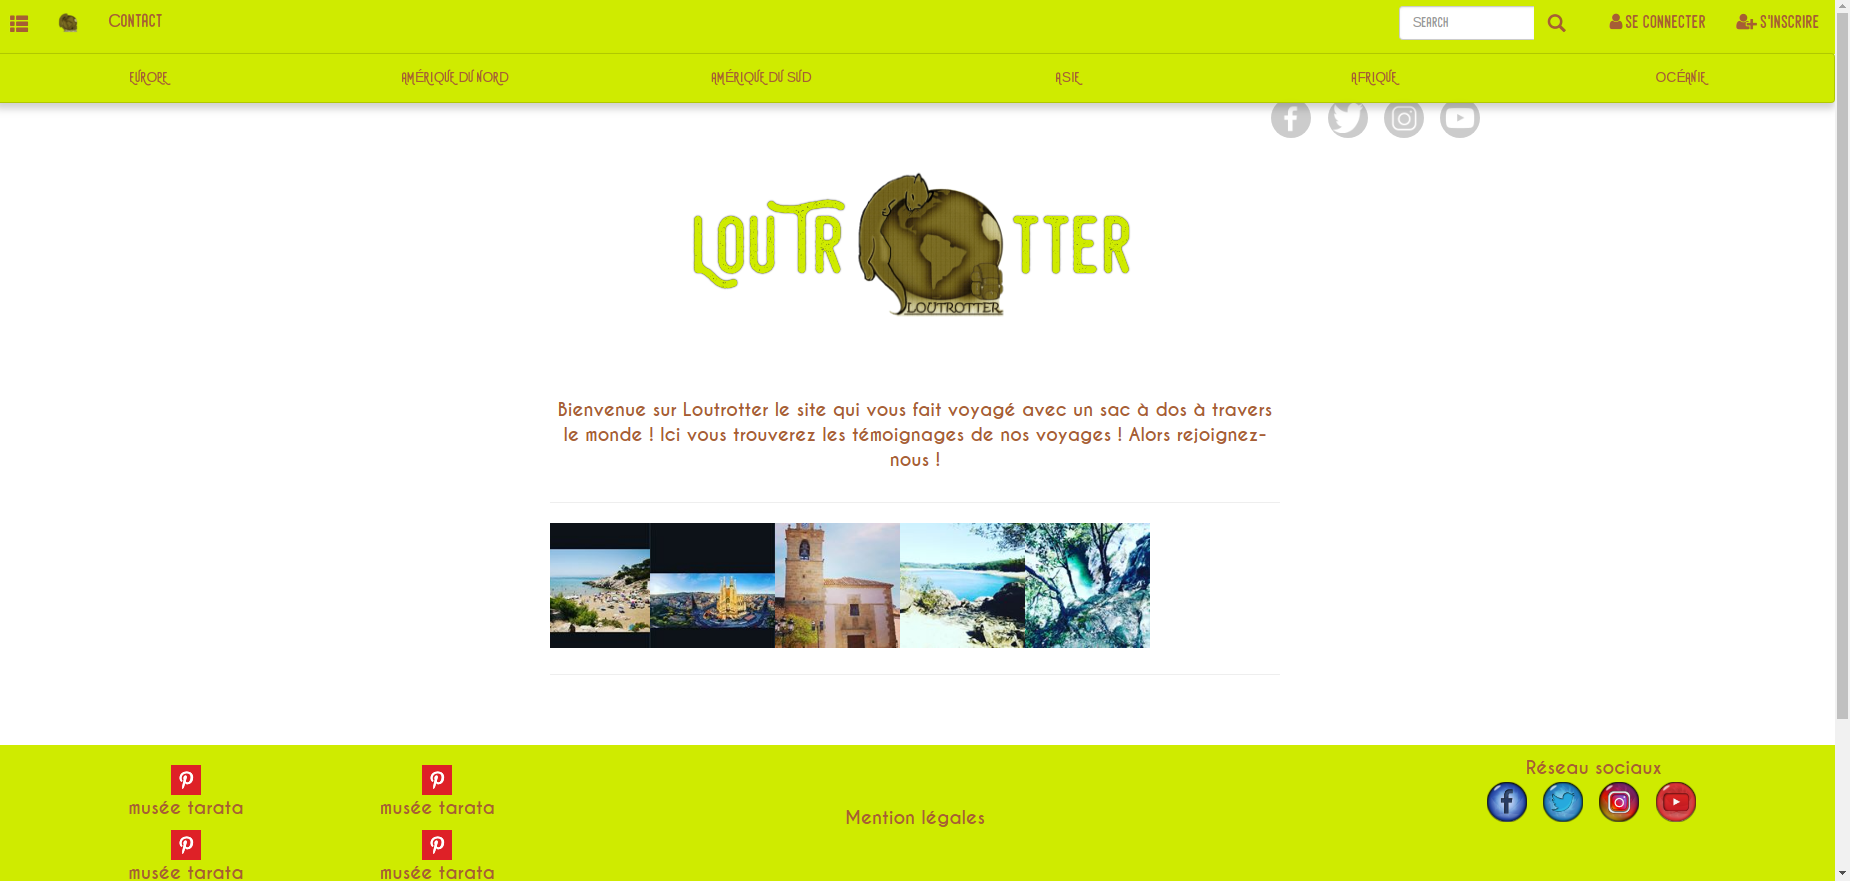 CONTACT
SEARCH
SE CONNECTER
S'INSCRIRE
EUROPE
AMÉRIQUE DU NORD
AMÉRIQUE DU SUD
ASIE
AFRIQUE
OCÉANIE
LOUTR TTER
LOUTROTTER
Bienvenue sur Loutrotter le site qui vous fait voyagé avec un sac à dos à travers
le monde ! Ici vous trouverez les témoignages de nos voyages ! Alors rejoignez-
nous !
Réseau sociaux
musée tarata
musée tarata
Mention légales
musée tarata
musée tarata